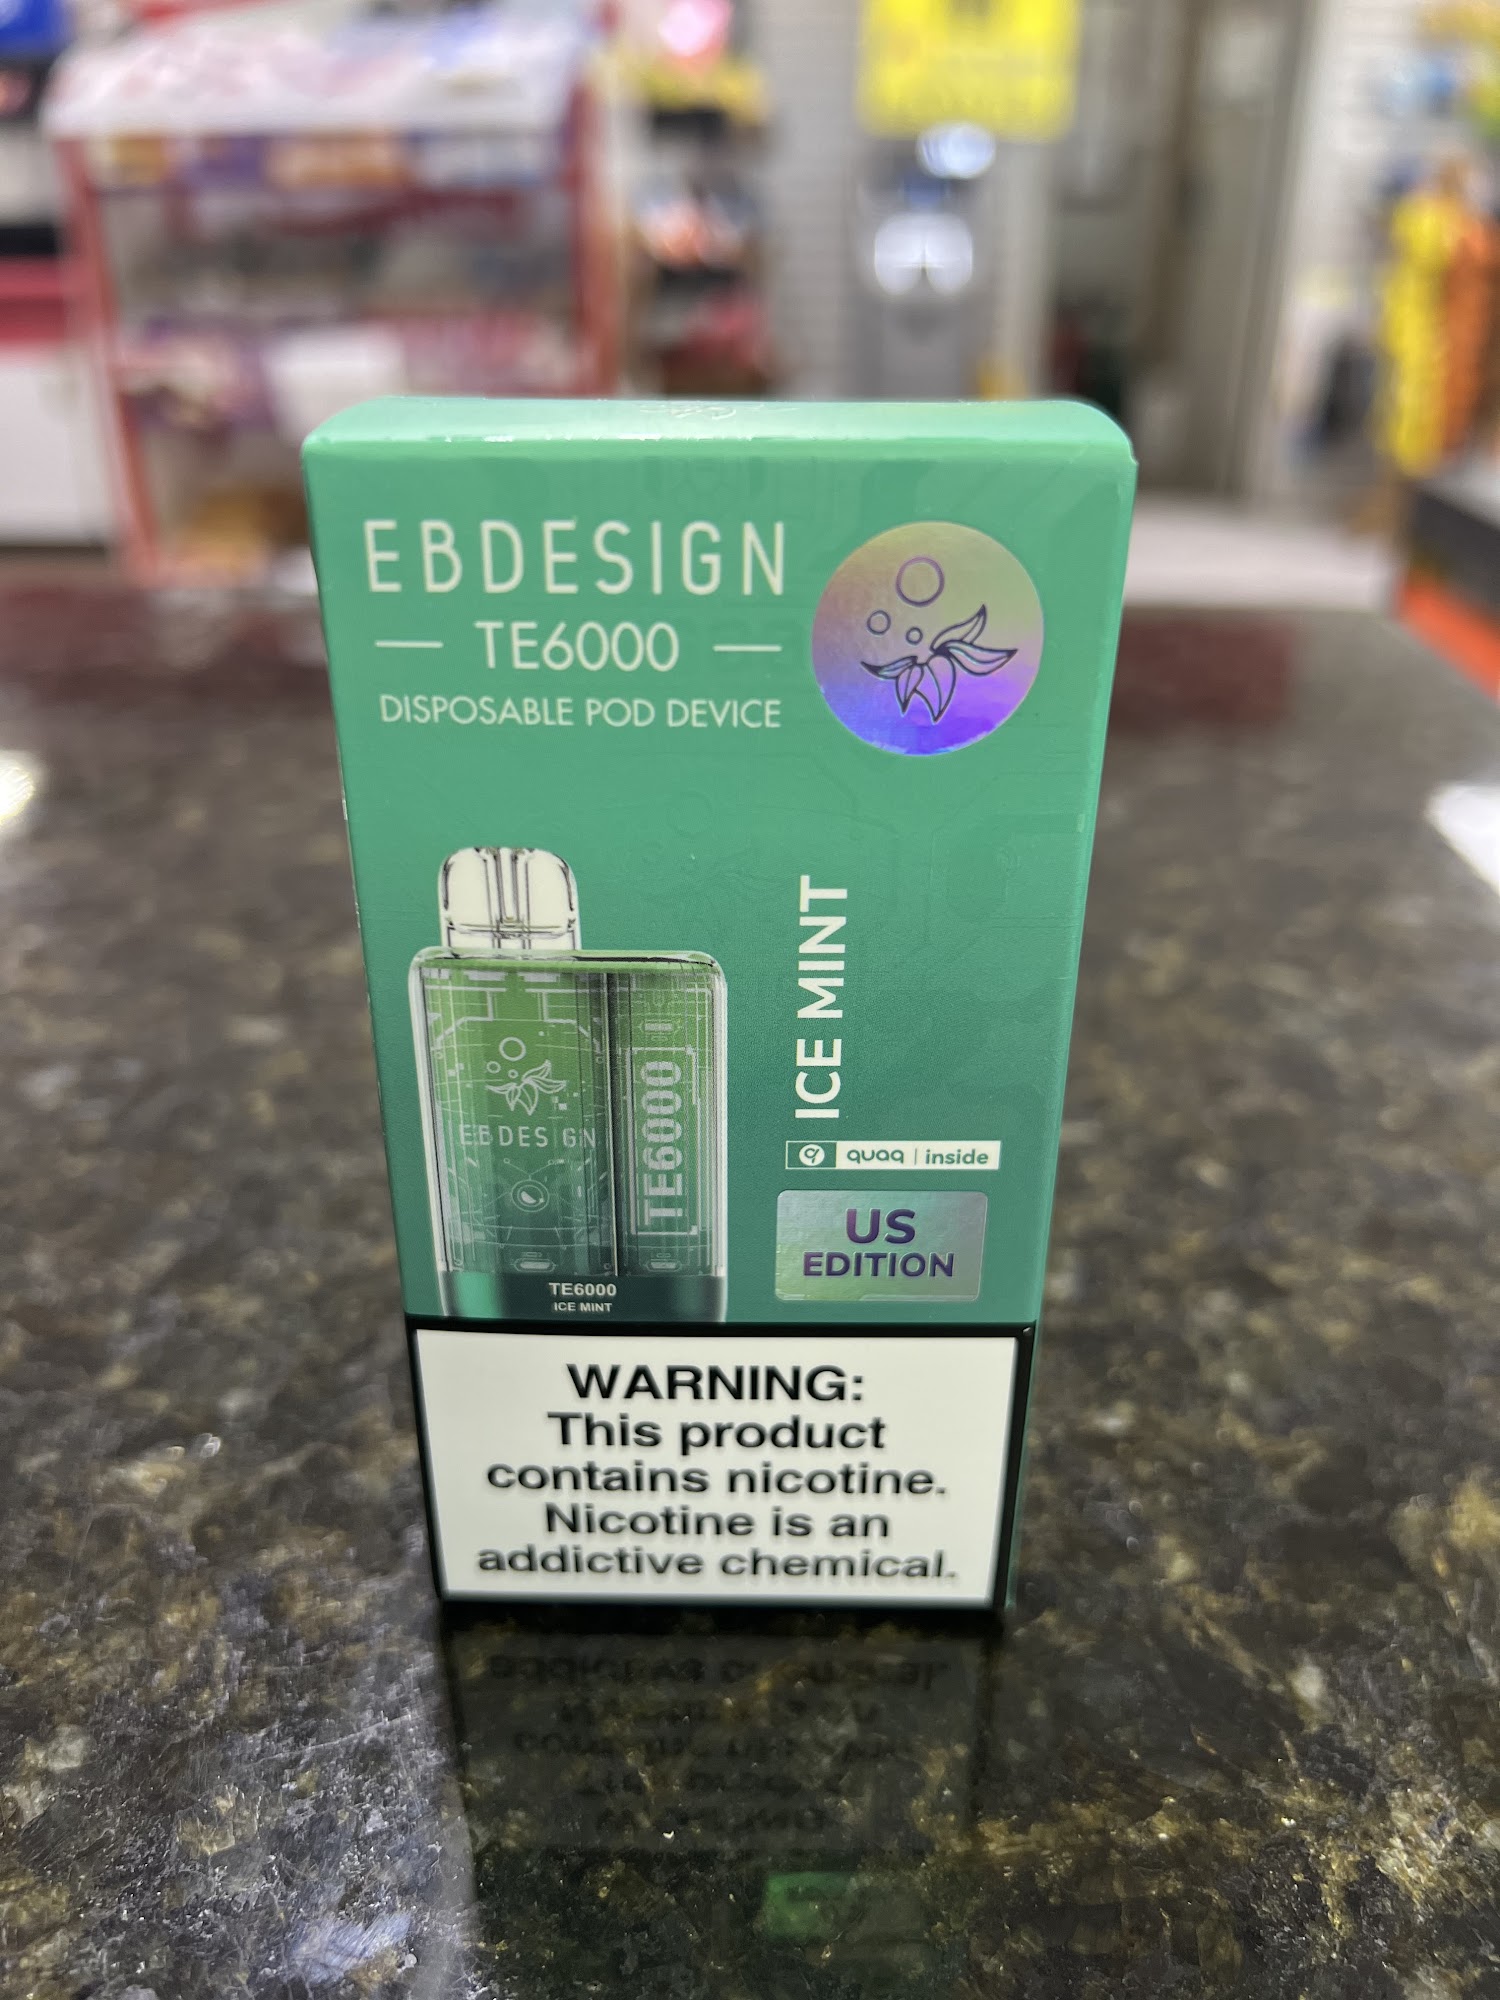 EBDESIGN
TE6000
DISPOSABLE POD DEVICE
ICE MINT
EBDESIGN
TE6000
TE6000
ICE MINT
quaq | inside
US
EDITION
WARNING:
This product
contains nicotine.
Nicotine is an
addictive chemical.